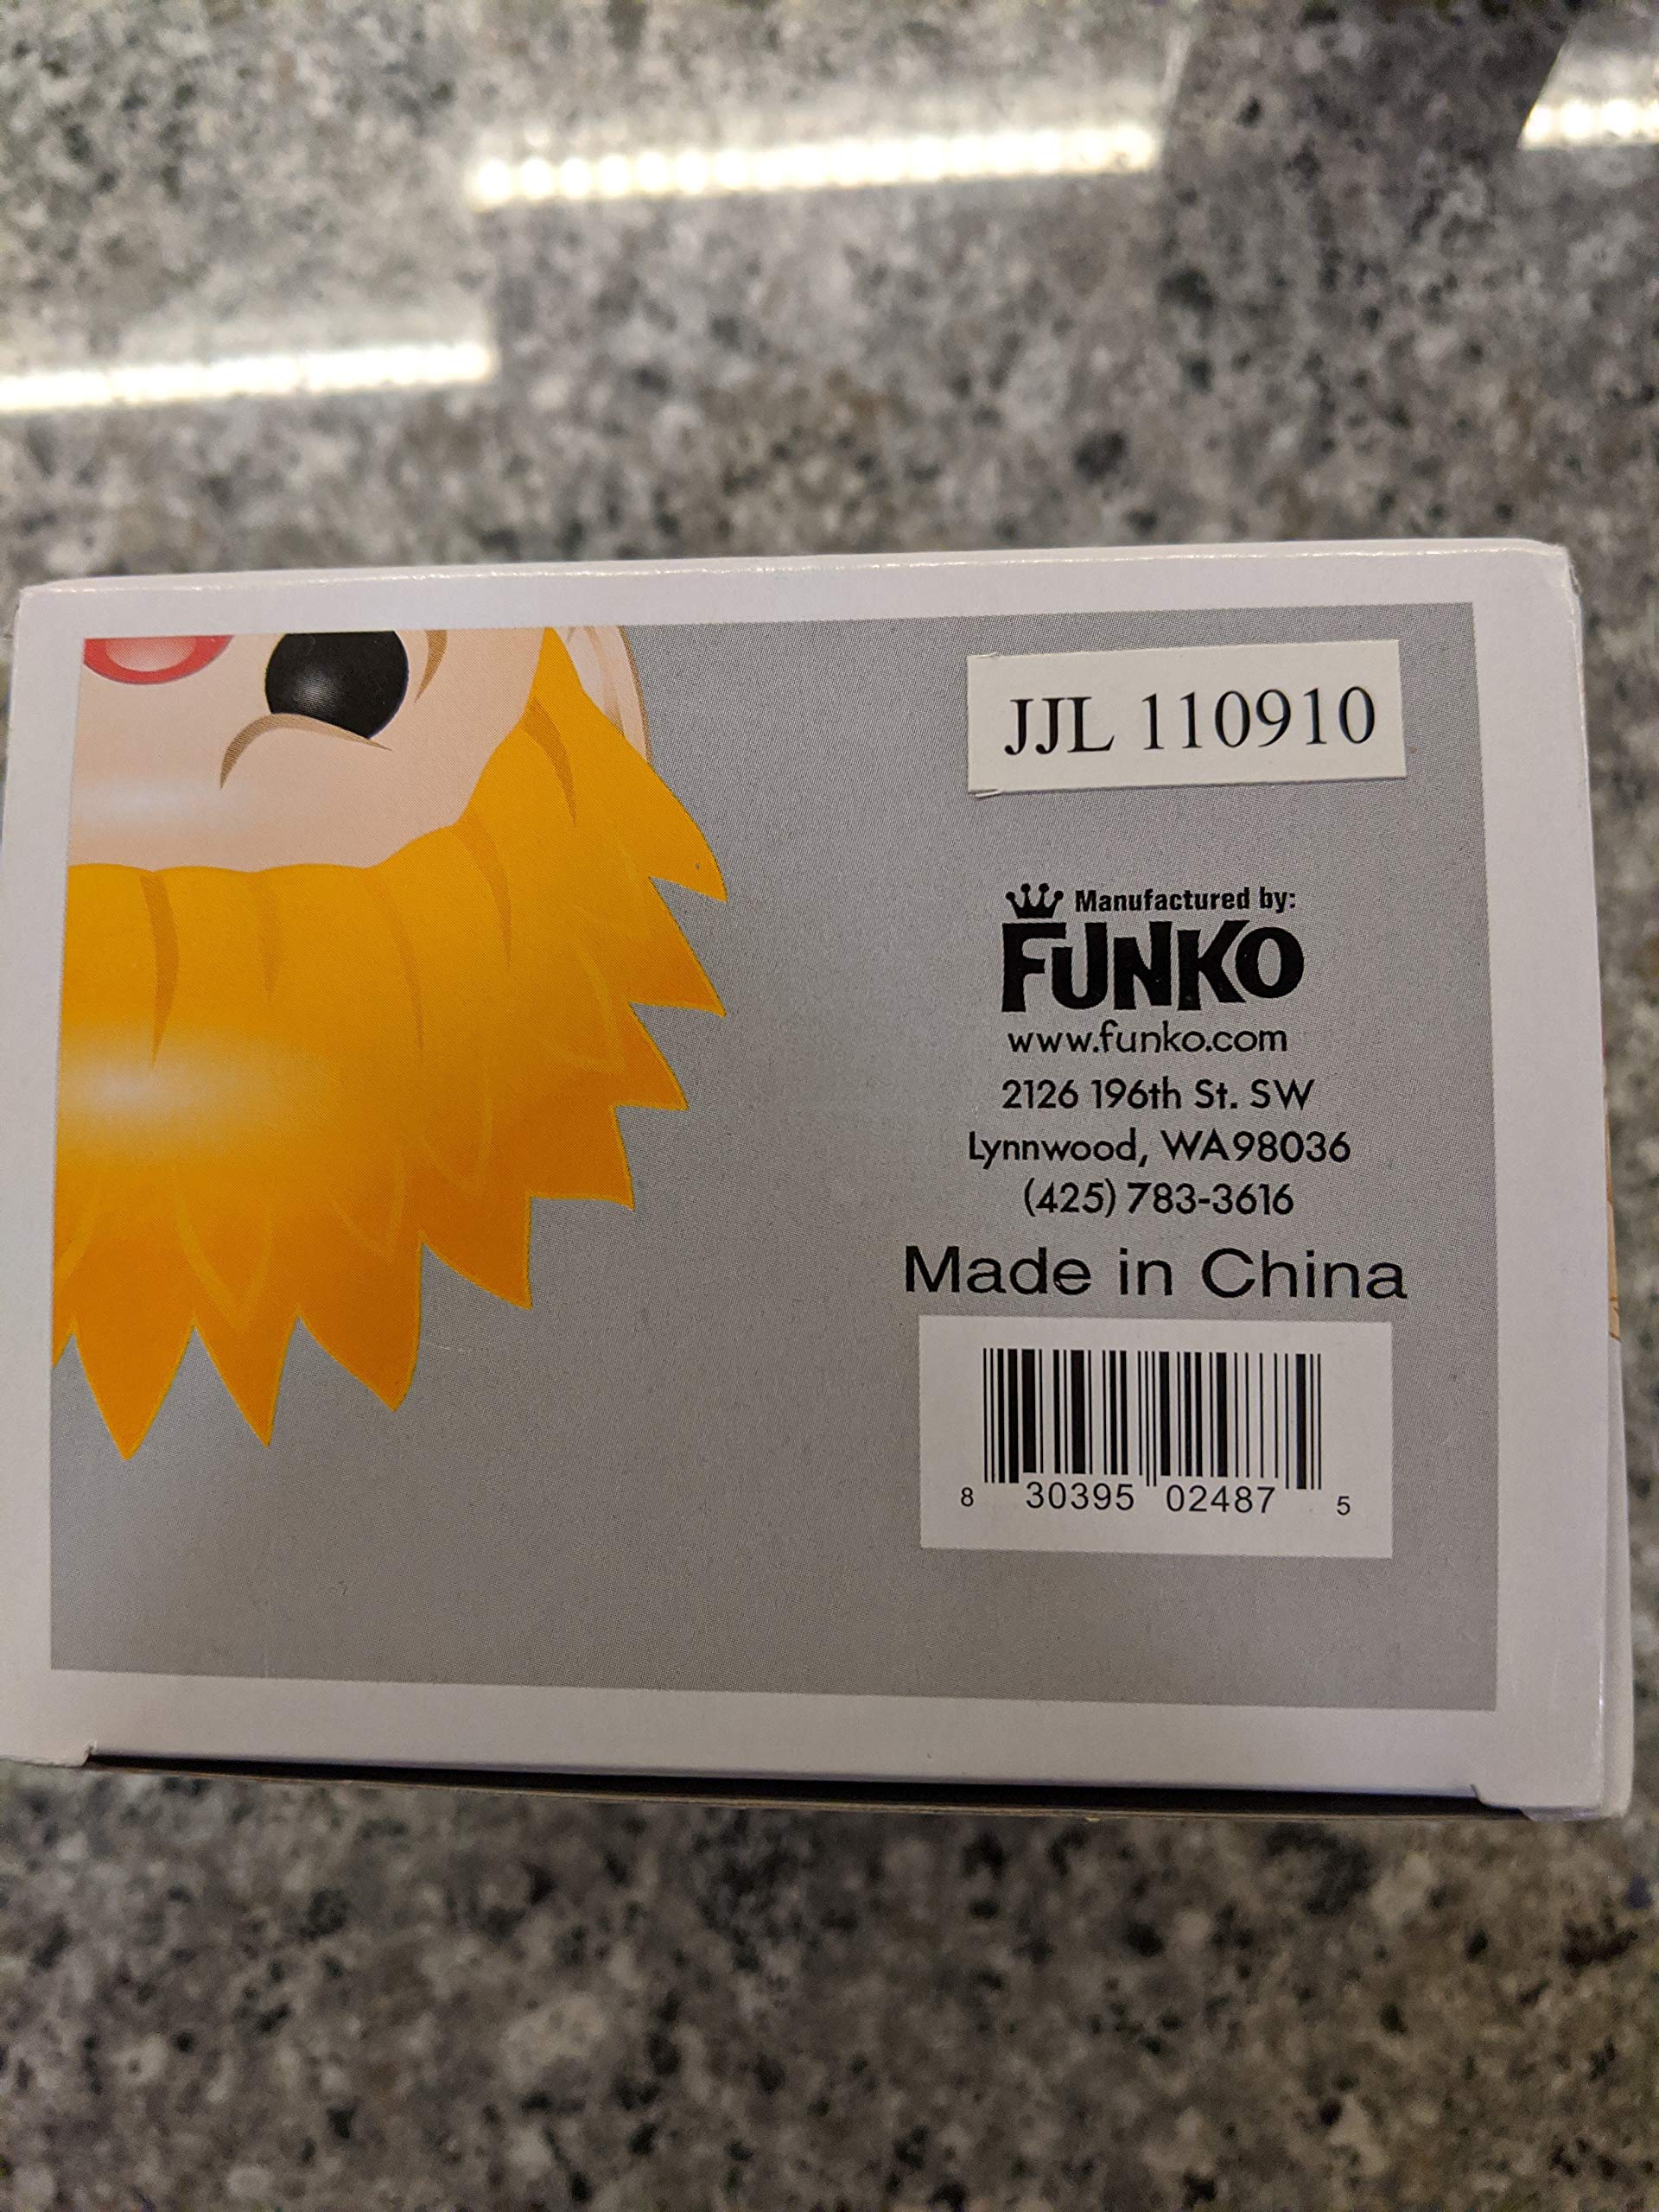 JJL 110910
Manufactured by:
FUNKO
www.funko.com
2126 196th St. SW
Lynnwood, WA98036
(425) 783-3616
Made in China
8 30395 02487 5